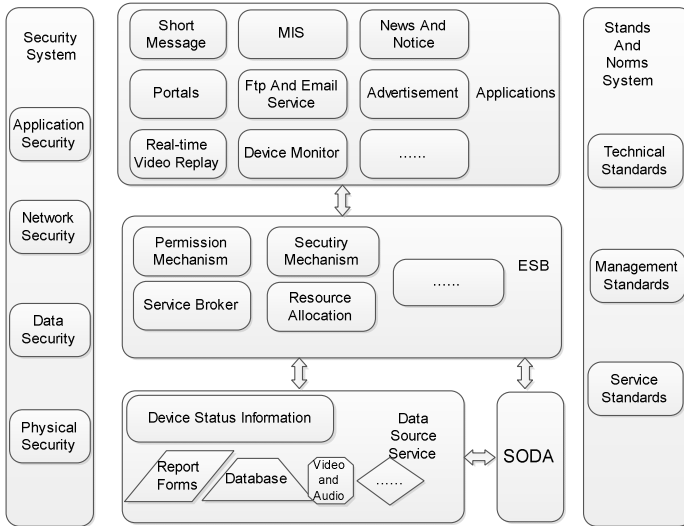 Security
System
Application
Security
Network
Security
Data
Security
Physical
Security
Short
Message
MIS
News And
Notice
Portals
Ftp And Email
Service
Advertisement
Applications
Real-time
Video Replay
Device Monitor
......
Permission
Mechanism
Secutiry
Mechanism
ESB
......
Service Broker
Resource
Allocation
Device Status Information
Data
Source
Service
Report
Forms
Database
Video
and
Audio
......
SODA
Stands
And
Norms
System
Technical
Standards
Management
Standards
Service
Standards